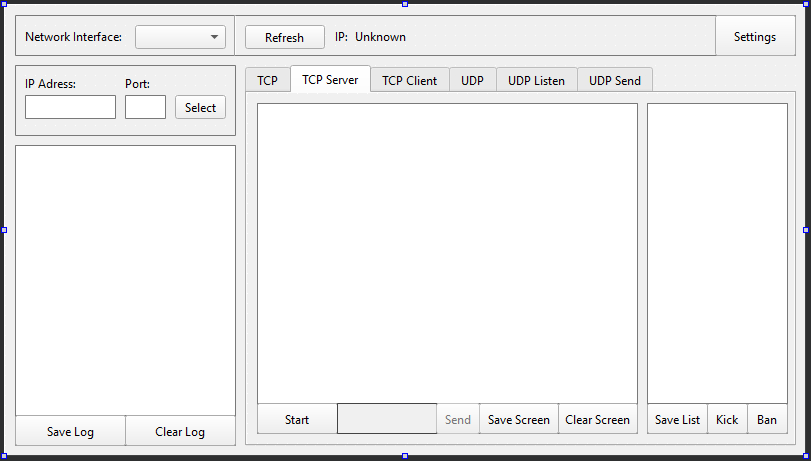 Network Interface: Refresh IP: Unknown Settings
IP Adress: Port:
Select
TCP TCP Server TCP Client UDP UDP Listen UDP Send
Start Send Save Screen Clear Screen Save List Kick Ban
Save Log Clear Log